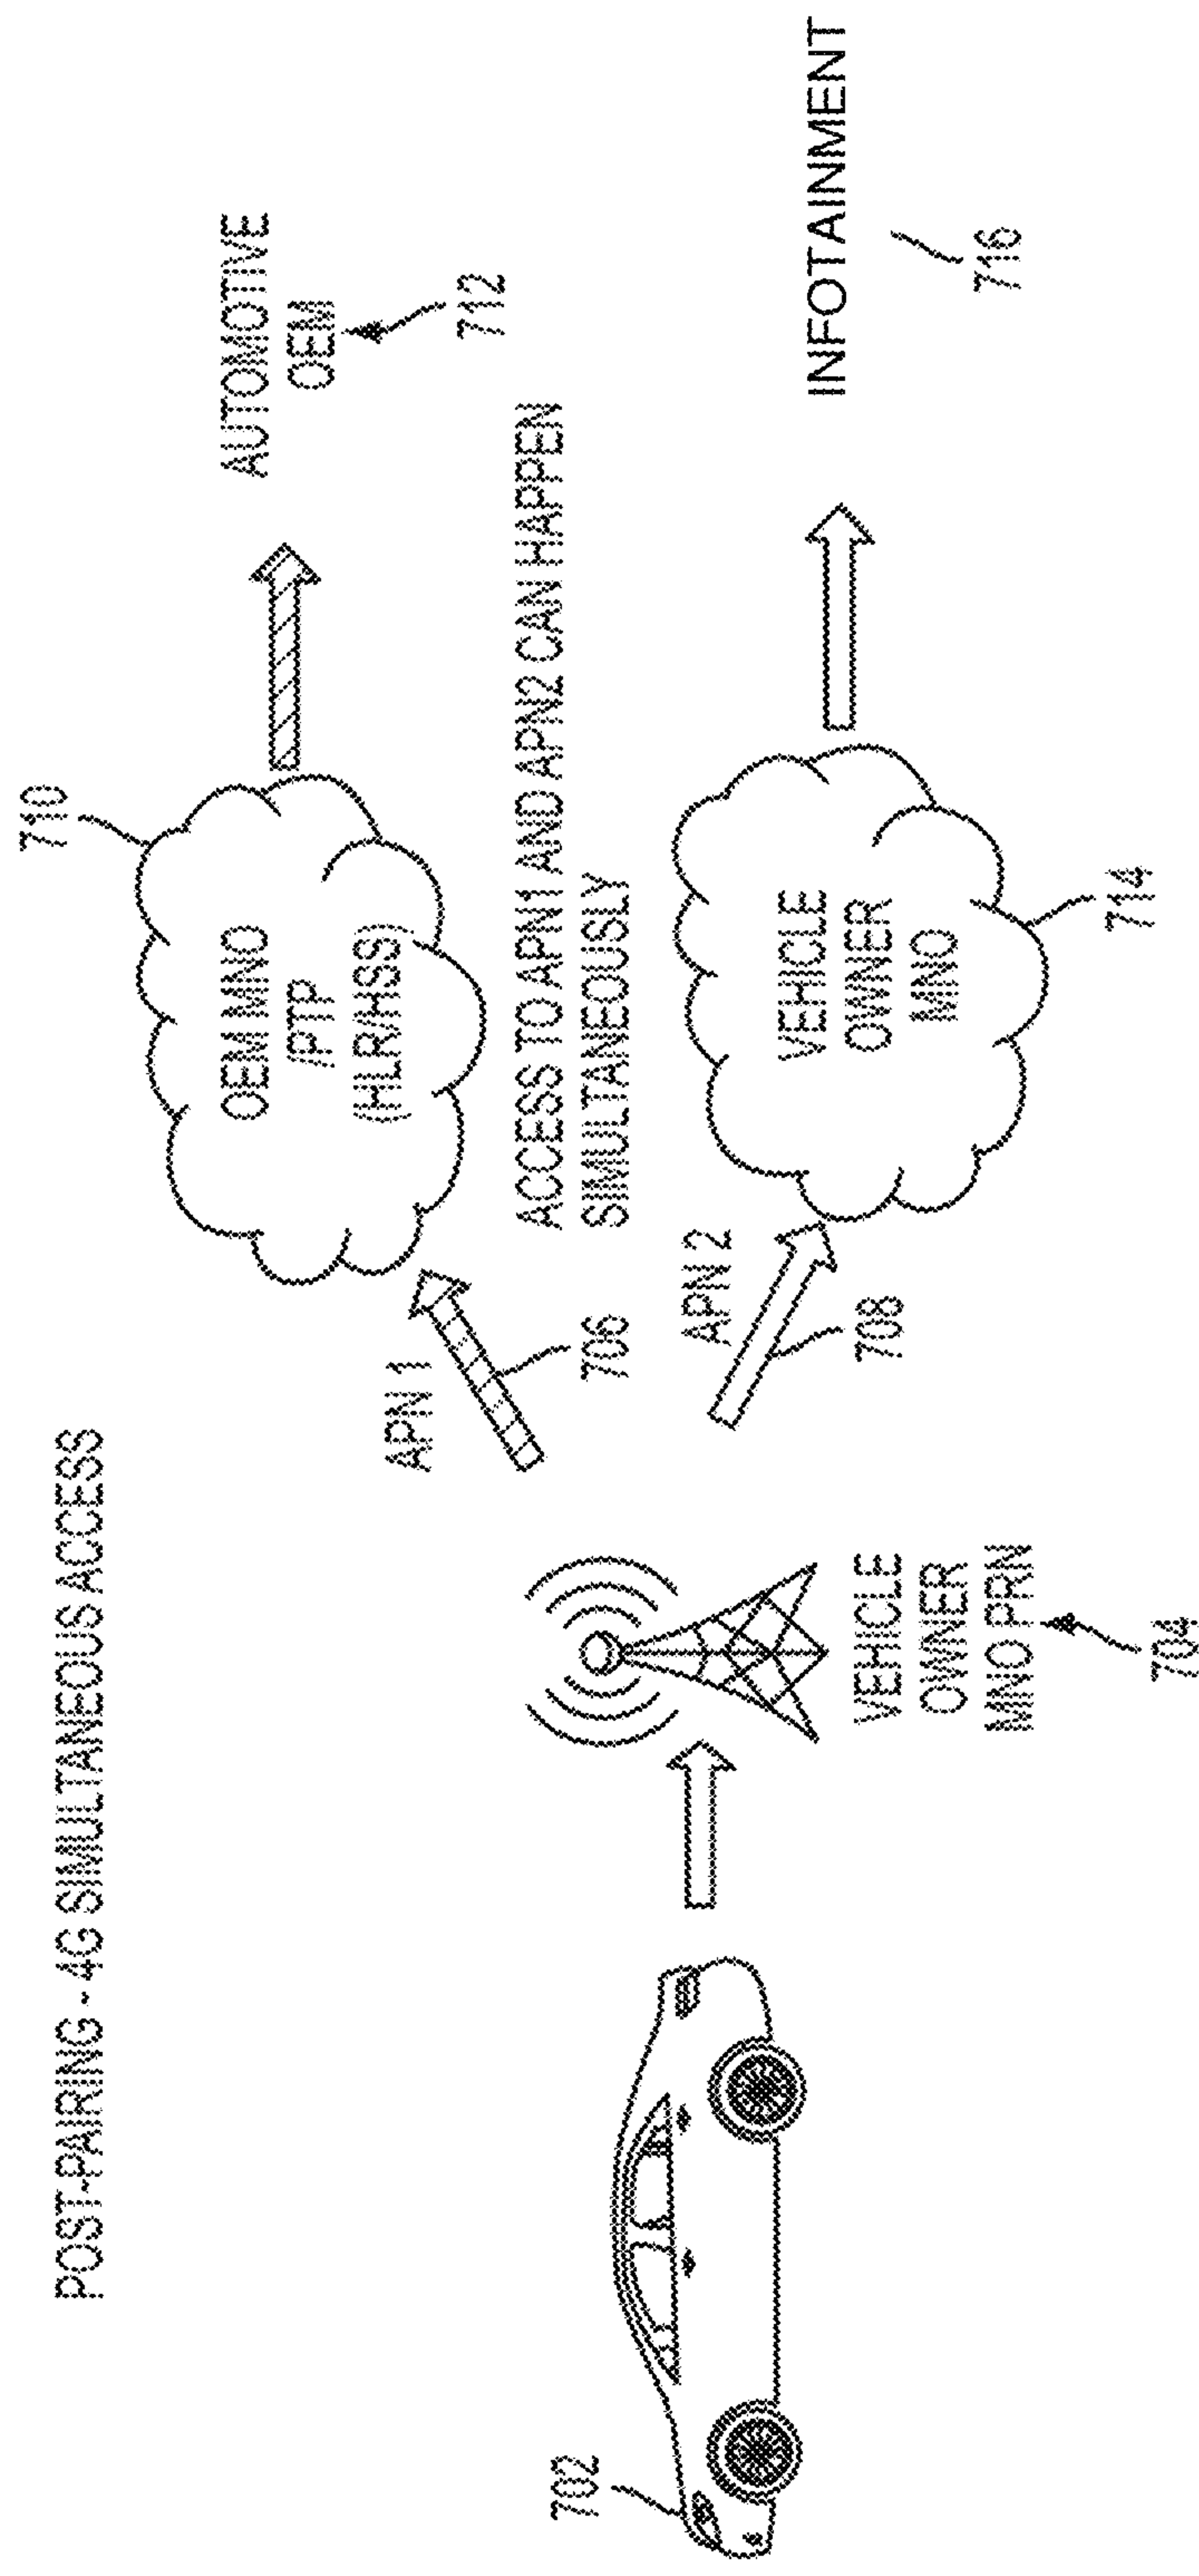 POST-PAIRING - 4G SIMULTANEOUS ACCESS
702
VEHICLE
OWNER
MNO PRN
704
APN 1
706
APN 2
708
710
OEM MNO
/PTP
(HLR/HSS)
ACCESS TO APN1 AND APN2 CAN HAPPEN
SIMULTANEOUSLY
VEHICLE
OWNER
MNO
714
AUTOMOTIVE
OEM
712
INFOTAINMENT
716